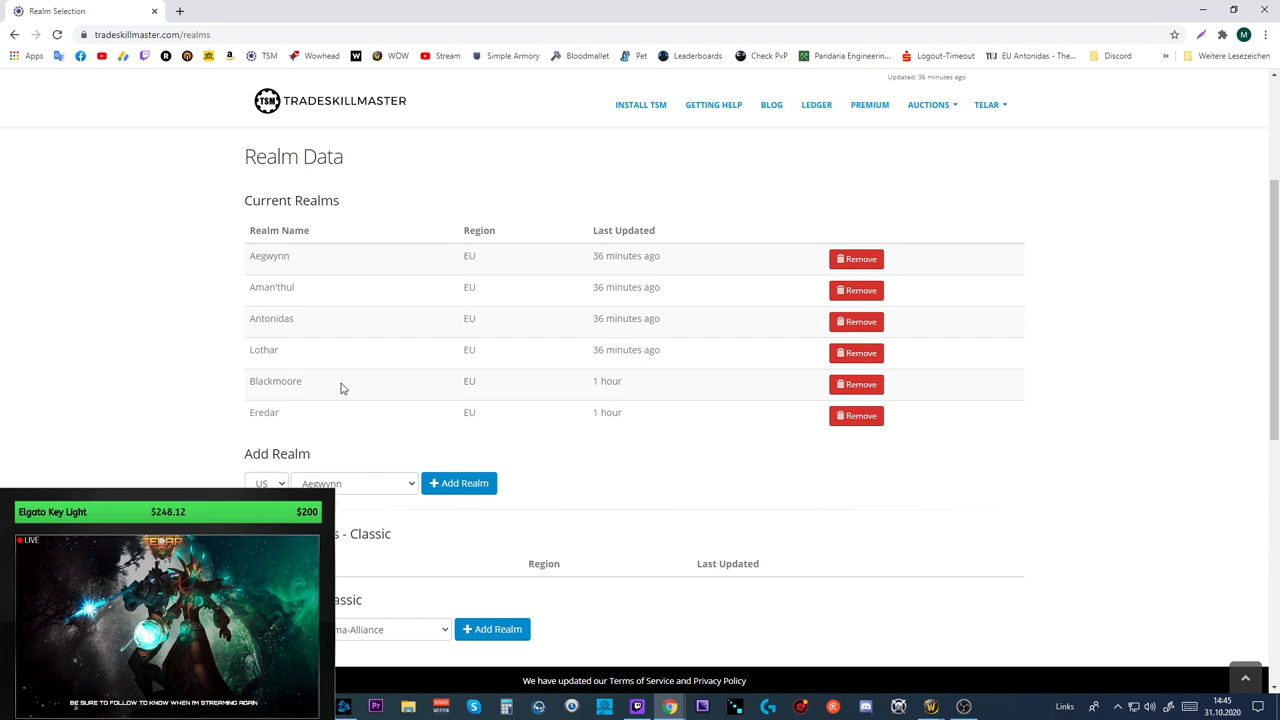 Realm Selection
tradeskillmaster.com/realms
Apps TSM Wowhead WOW Stream Simple Armory Bloodmallet Pet Leaderboards Check PvP Pandaria Engineerin... Logout-Timeout EU Antonidas - The... Discord » Weitere Lesezeichen
Updated: 36 minutes ago
TSM TRADESKILLMASTER
INSTALL TSM GETTING HELP BLOG LEDGER PREMIUM AUCTIONS TELAR
Realm Data
Current Realms
Realm Name Region Last Updated
Aegwynn EU 36 minutes ago Remove
Aman'thul EU 36 minutes ago Remove
Antonidas EU 36 minutes ago Remove
Lothar EU 36 minutes ago Remove
Blackmoore EU 1 hour Remove
Eredar EU 1 hour Remove
Add Realm
US Aegwynn + Add Realm
s - Classic
Region Last Updated
assic
ma-Alliance + Add Realm
Elgato Key Light $248.12 $200
LIVE
TELAR
BE SURE TO FOLLOW TO KNOW WHEN I'M STREAMING AGAIN
We have updated our Terms of Service and Privacy Policy
Links
14:45
31.10.2020